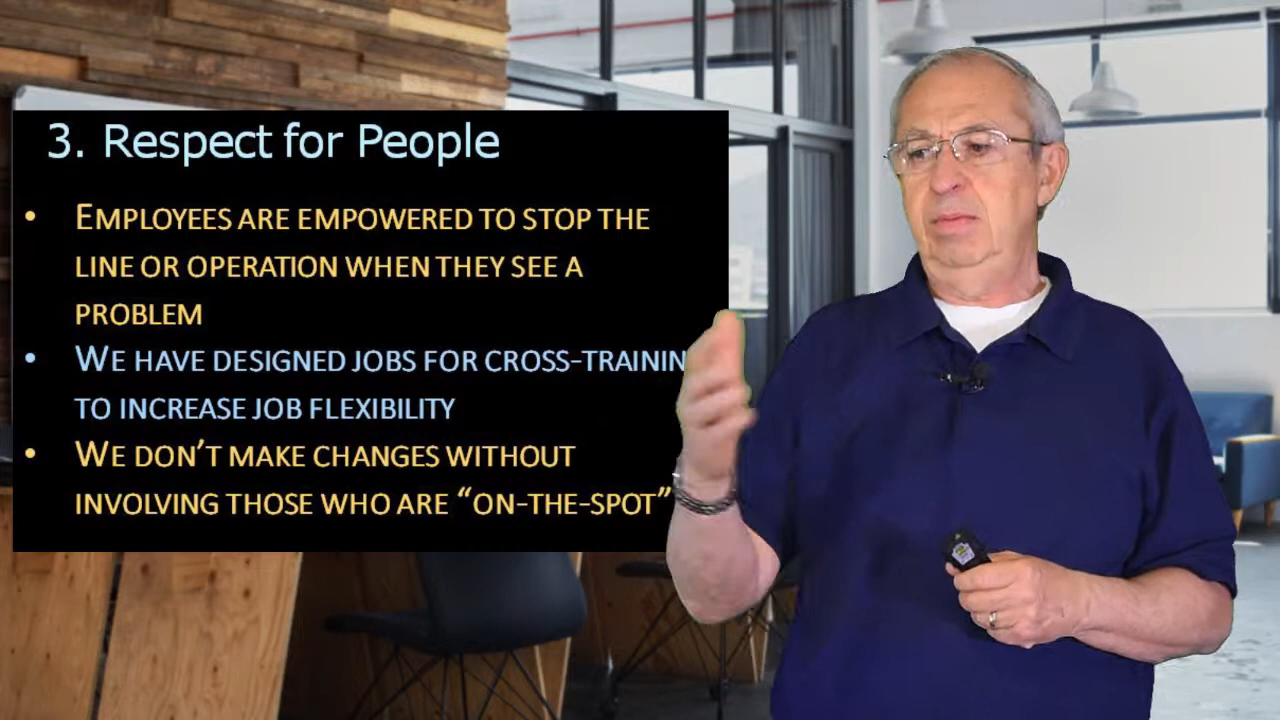 3. Respect for People
• EMPLOYEES ARE EMPOWERED TO STOP THE
LINE OR OPERATION WHEN THEY SEE A
PROBLEM
• WE HAVE DESIGNED JOBS FOR CROSS-TRAININ
TO INCREASE JOB FLEXIBILITY
• WE DON'T MAKE CHANGES WITHOUT
INVOLVING THOSE WHO ARE “ON-THE-SPOT”